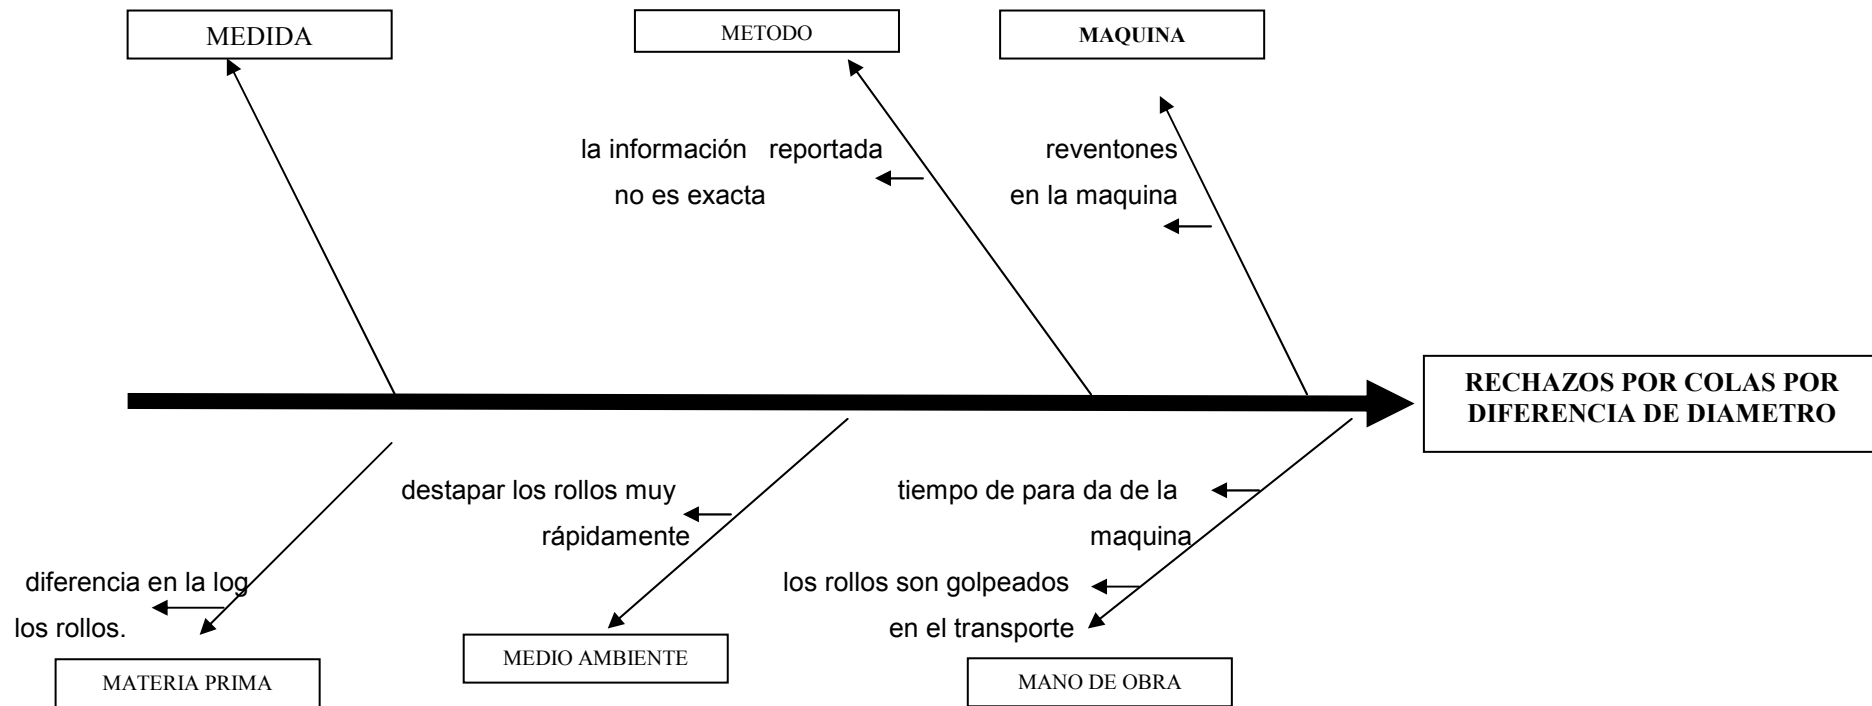 MEDIDA
METODO
MAQUINA
la información reportada
no es exacta
reventones
en la maquina
RECHAZOS POR COLAS POR
DIFERENCIA DE DIAMETRO
diferencia en la log
los rollos.
destapar los rollos muy
rápidamente
tiempo de para da de la
maquina
los rollos son golpeados
en el transporte
MATERIA PRIMA
MEDIO AMBIENTE
MANO DE OBRA